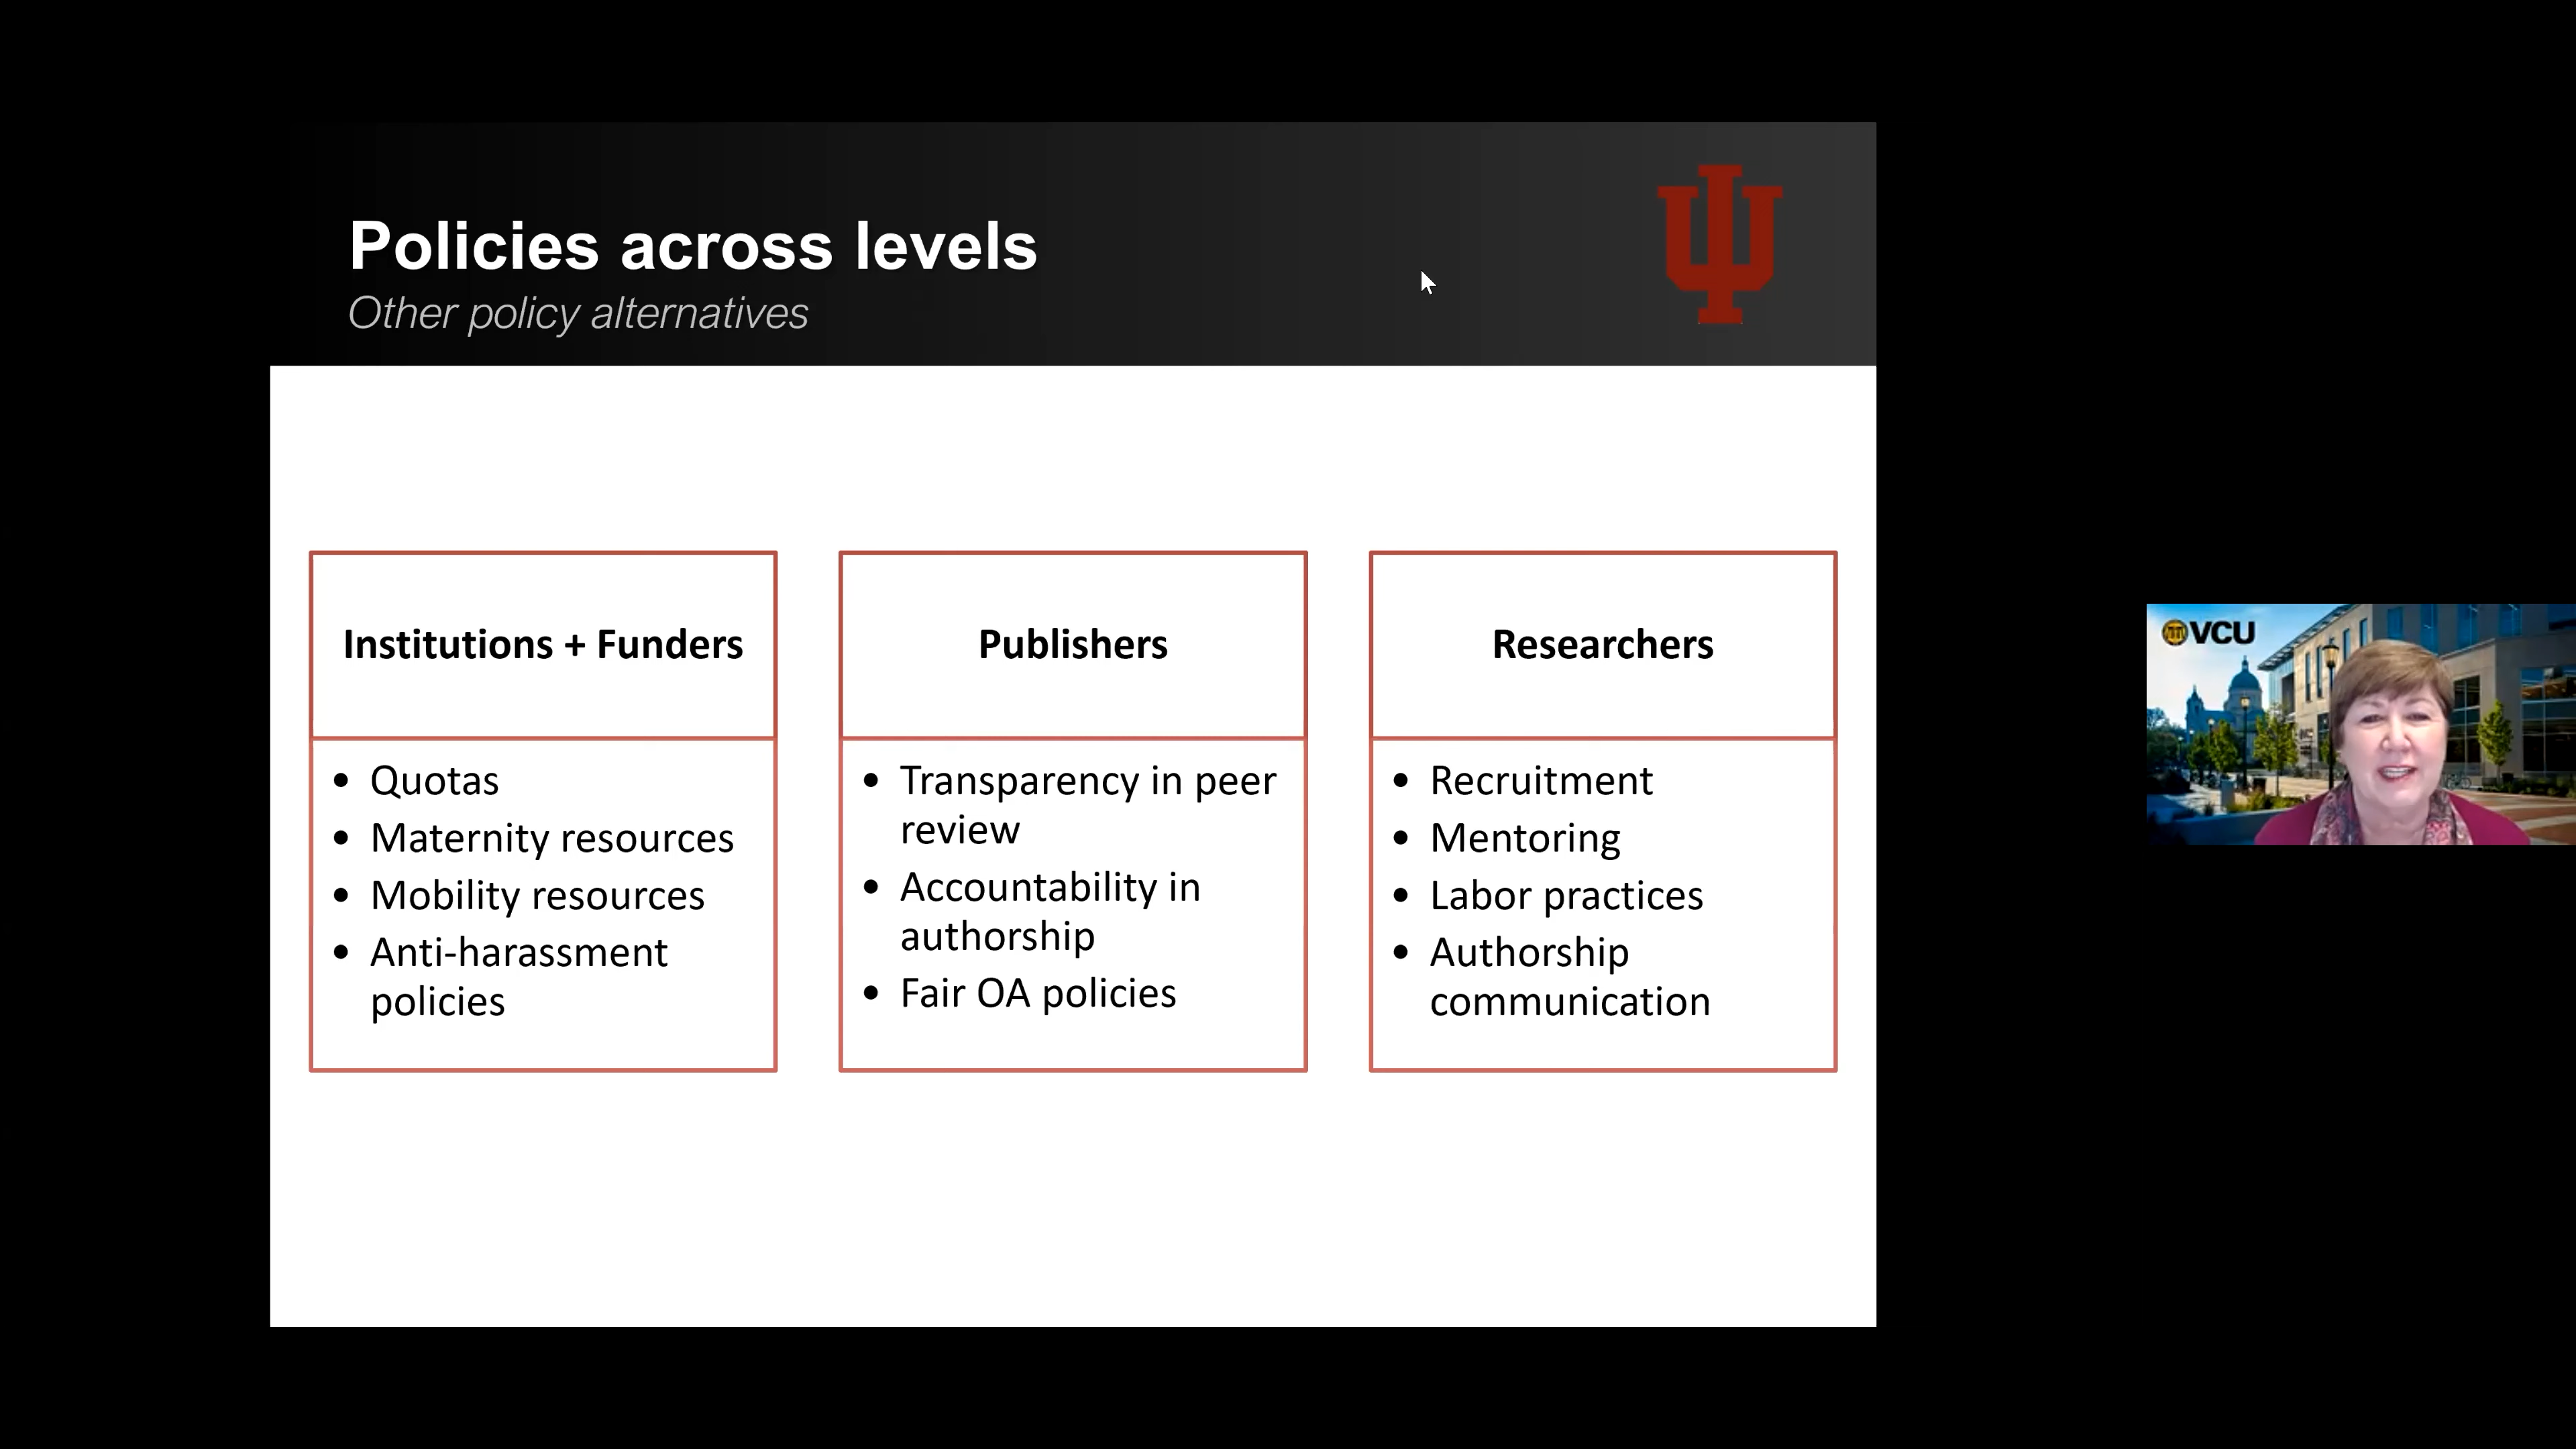 Policies across levels
Other policy alternatives
Institutions + Funders
• Quotas
• Maternity resources
• Mobility resources
• Anti-harassment
policies
Publishers
• Transparency in peer
review
• Accountability in
authorship
• Fair OA policies
Researchers
• Recruitment
• Mentoring
• Labor practices
• Authorship
communication
VCU